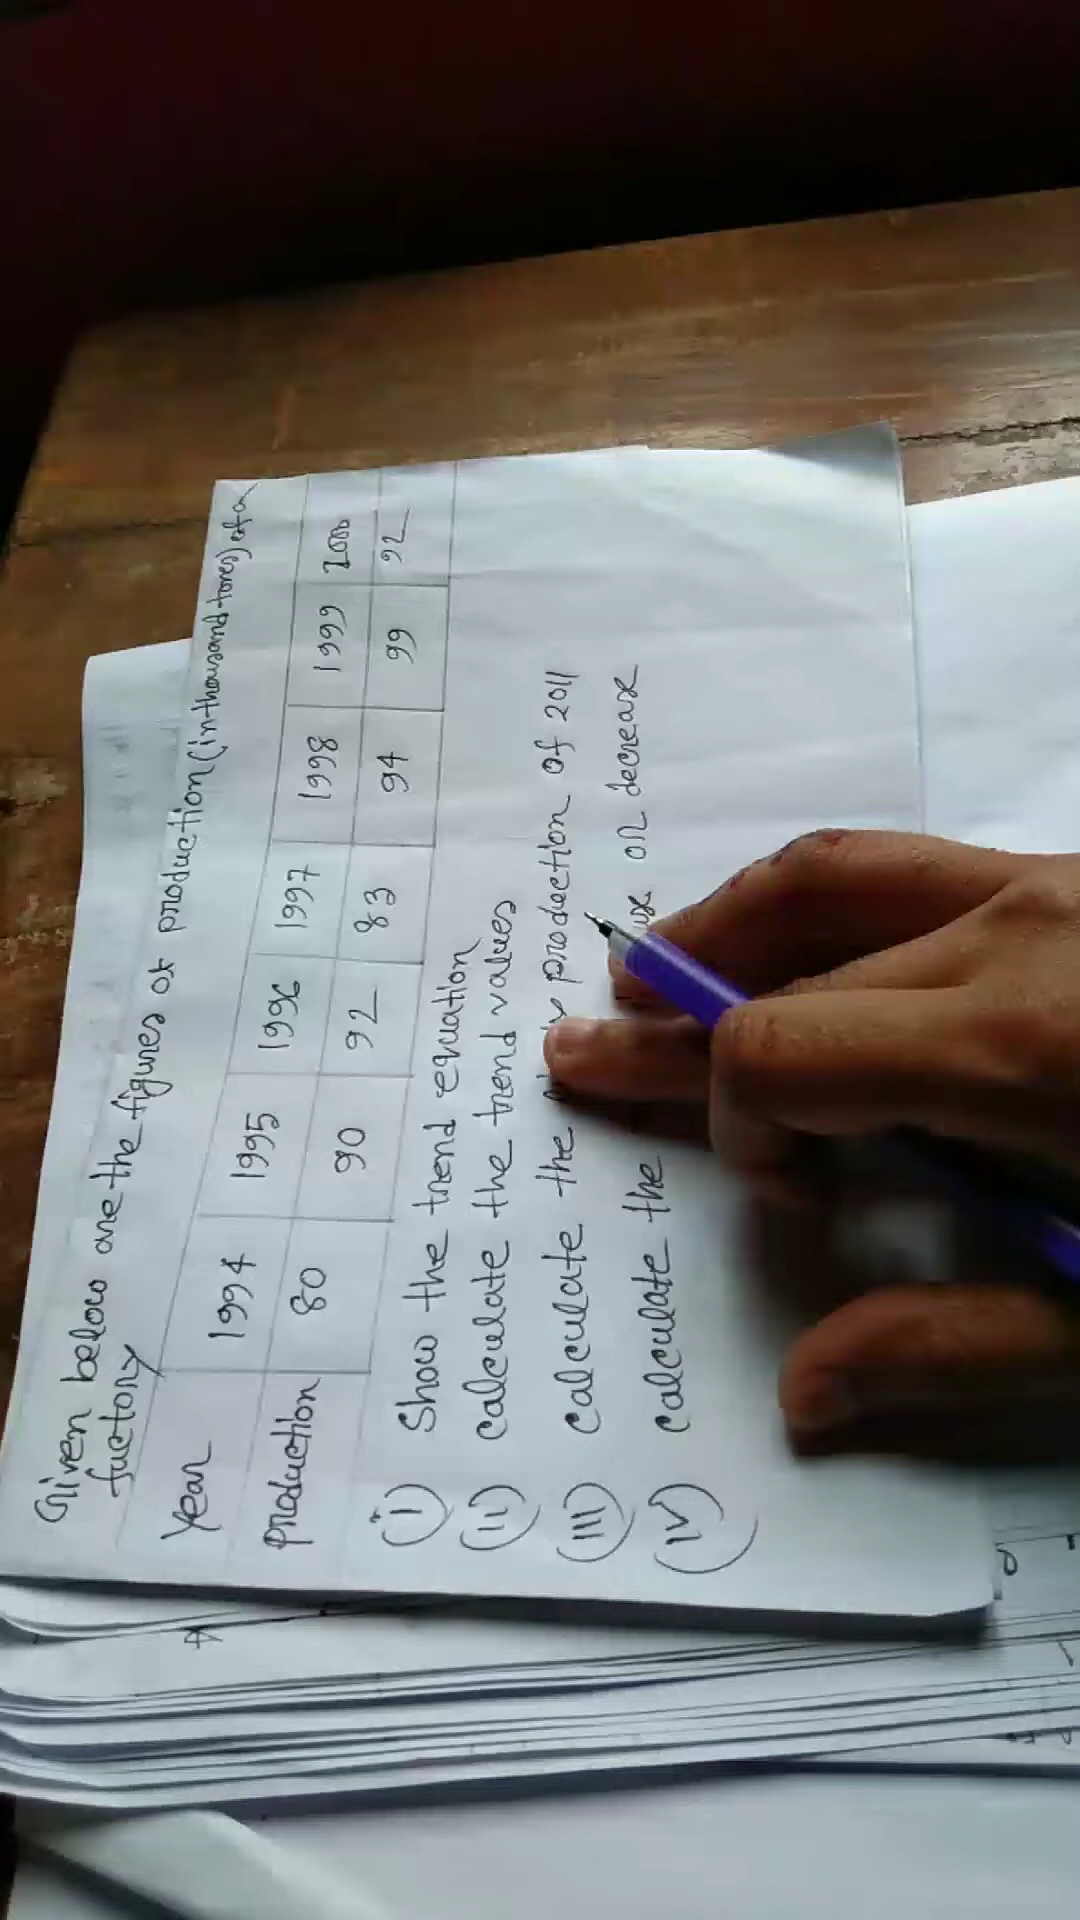 Given below are the figures of production (in thousand tones) of a
factory
Year 1994 1995 1996 1997 1998 1999 2000
Production 80 90 92 83 94 99 92
(i) Show the trend equation
(ii) calculate the trend values
(iii) calculate the production of 2011
(iv) calculate the or decrease